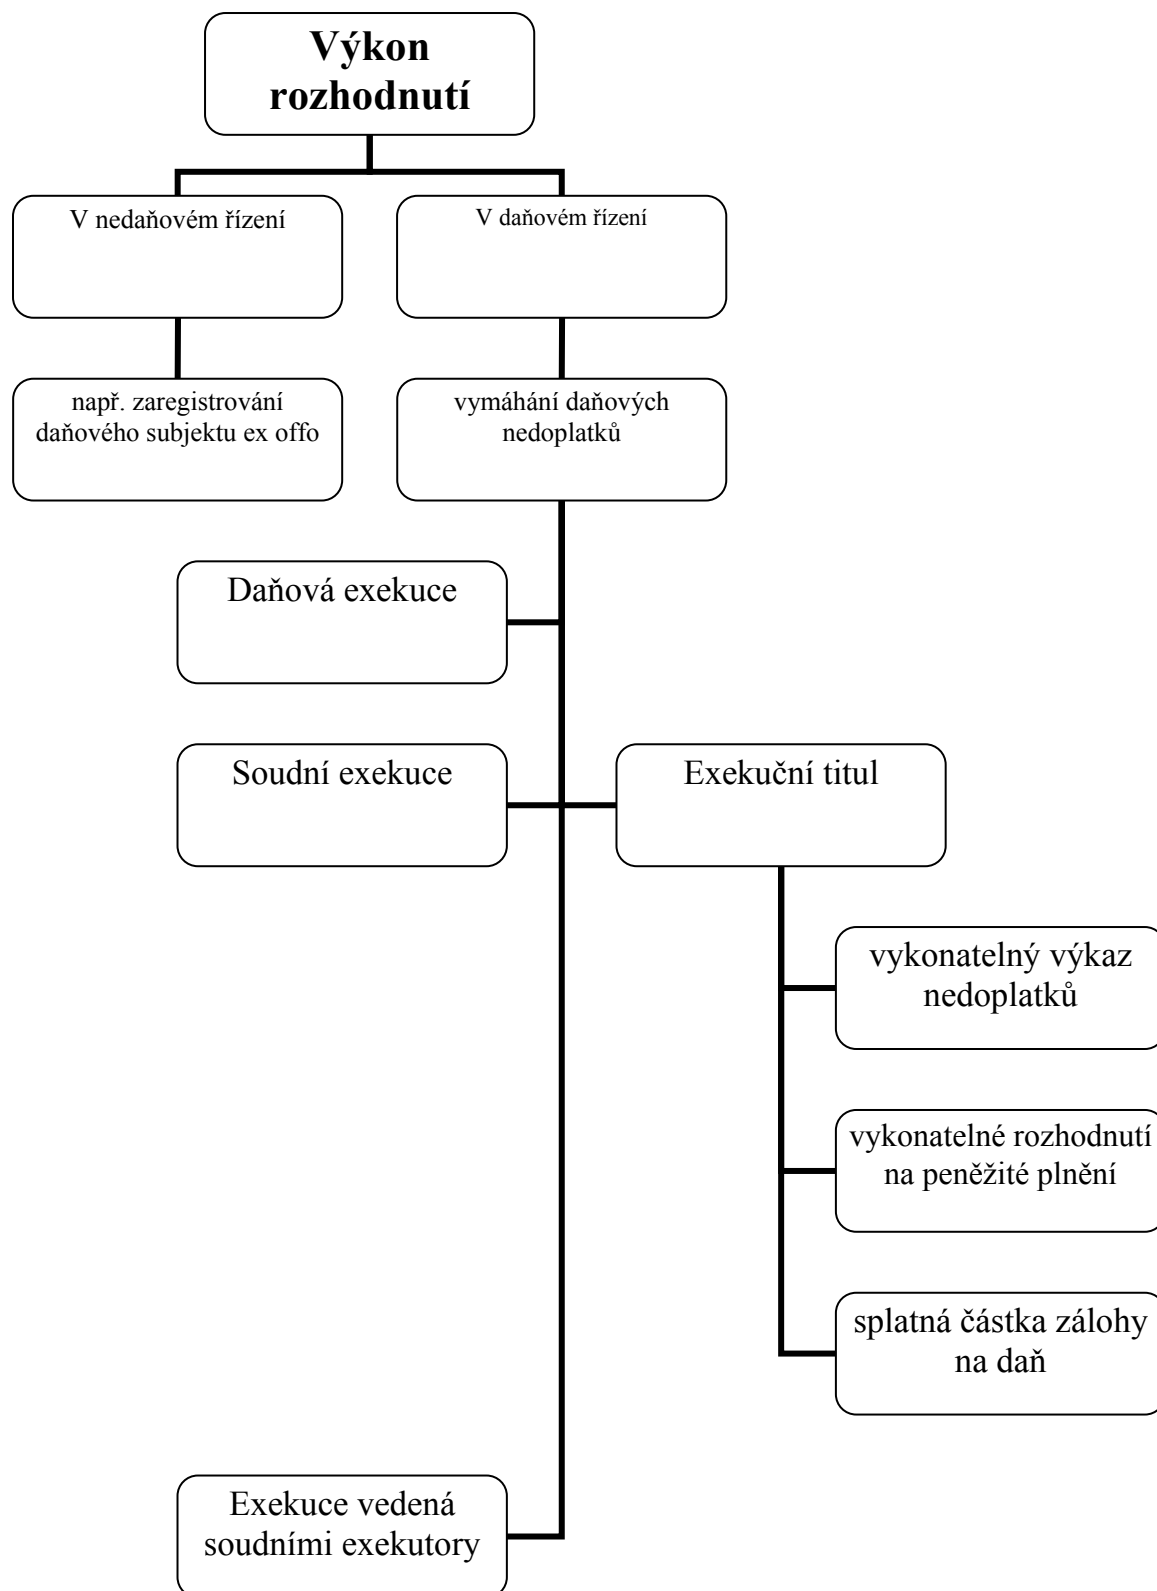 Výkon
rozhodnutí
V nedaňovém řízení
V daňovém řízení
např. zaregistrování
daňového subjektu ex offo
vymáhání daňových
nedoplatků
Daňová exekuce
Soudní exekuce
Exekuční titul
vykonatelný výkaz
nedoplatků
vykonatelné rozhodnutí
na peněžité plnění
splatná částka zálohy
na daň
Exekuce vedená
soudními exekutory